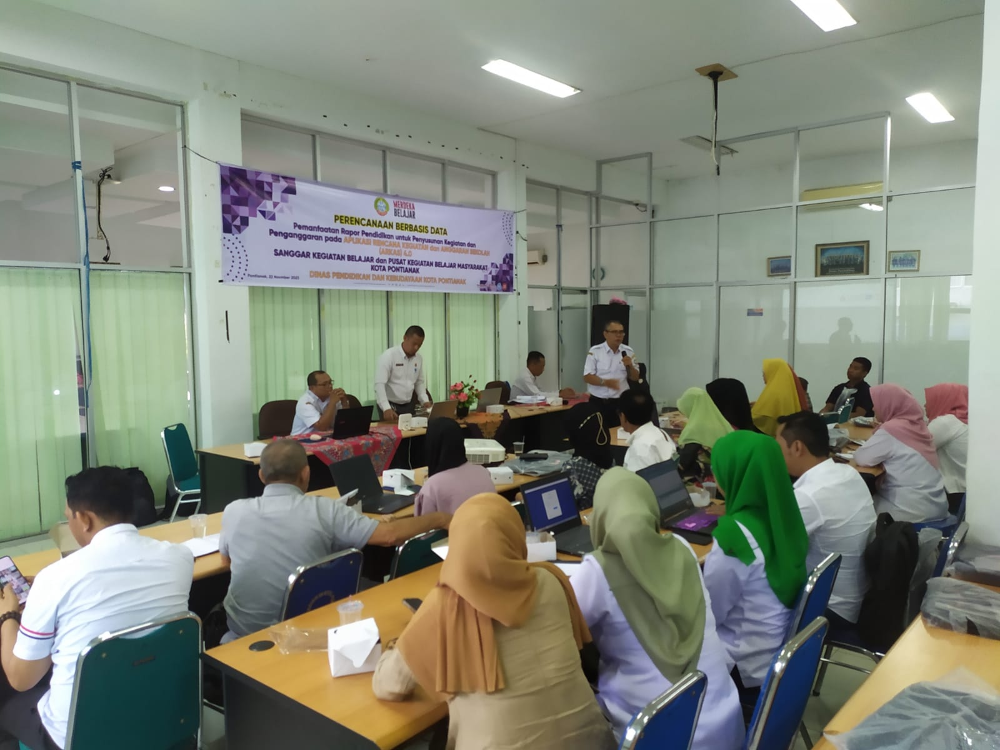 MERDEKA
BELAJAR
PERENCANAAN BERBASIS DATA
Pemanfaatan Rapor Pendidikan untuk Penyusunan Kegiatan dan
Penganggaran pada APLIKASI RENCANA KEGIATAN dan ANGGARAN SEKOLAH
(ARKAS) 4.0
SANGGAR KEGIATAN BELAJAR dan PUSAT KEGIATAN BELAJAR MASYARAKAT
KOTA PONTIANAK
Pontianak, 22 November 2023
DINAS PENDIDIKAN DAN KEBUDAYAAN KOTA PONTIANAK